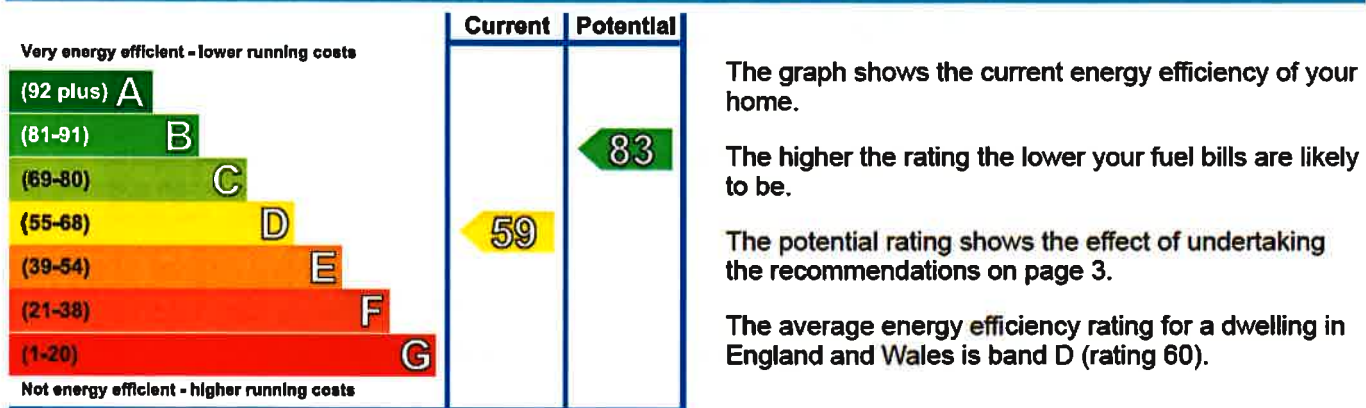 Current Potential
Very energy efficient - lower running costs
(92 plus) A
(81-91) B
(69-80) C
(55-68) D
(39-54) E
(21-38) F
(1-20) G
Not energy efficient - higher running costs
59
83
The graph shows the current energy efficiency of your
home.
The higher the rating the lower your fuel bills are likely
to be.
The potential rating shows the effect of undertaking
the recommendations on page 3.
The average energy efficiency rating for a dwelling in
England and Wales is band D (rating 60).